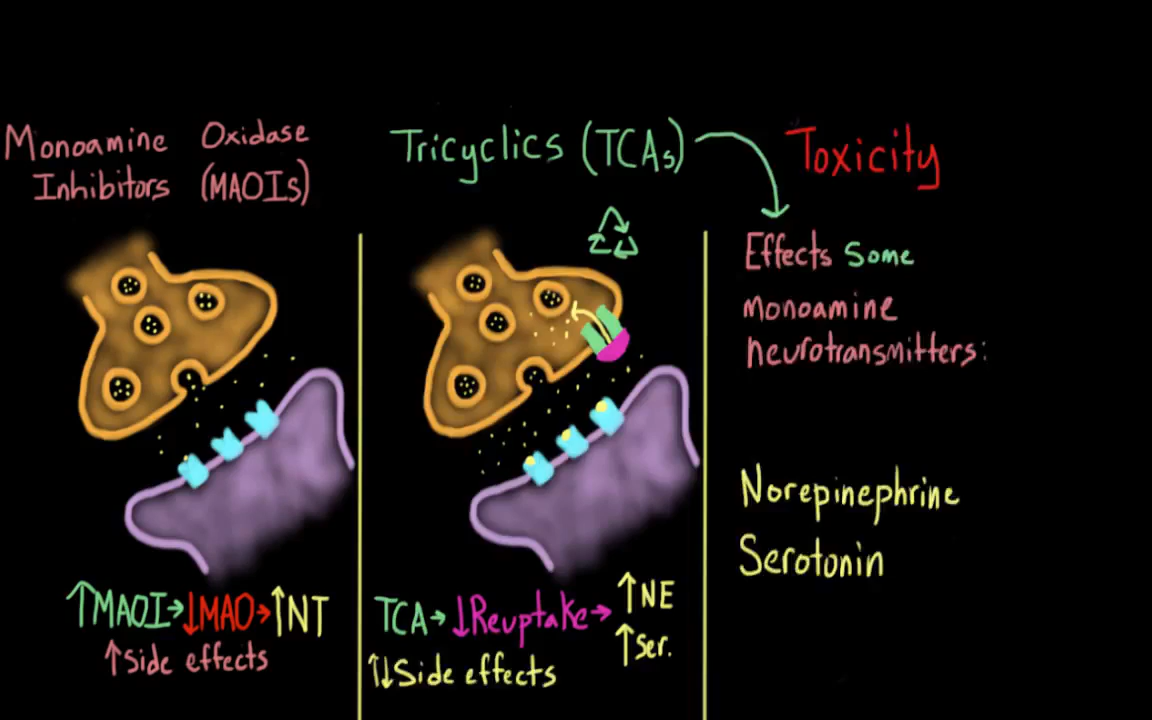 Monoamine Oxidase
Inhibitors (MAOIs)
↑MAOI→↓MAO→↑NT
↑Side effects
Tricyclics (TCAs)
TCA→↓Reuptake→↑NE
↑Ser.
↑↓Side effects
Toxicity
Effects Some
monoamine
neurotransmitters:
Norepinephrine
Serotonin